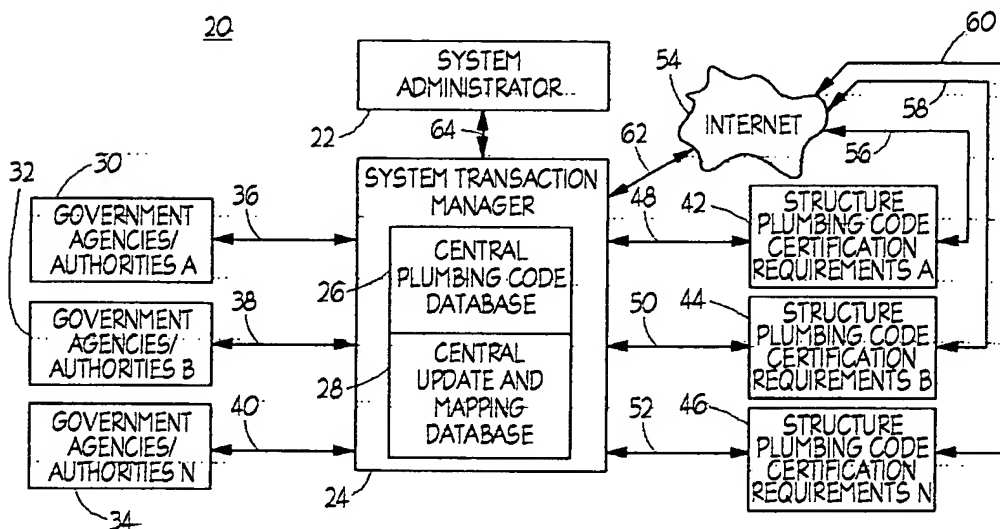 20
SYSTEM
ADMINISTRATOR
22
64
54
INTERNET
60
58
56
62
32
30
GOVERNMENT
AGENCIES/
AUTHORITIES A
36
GOVERNMENT
AGENCIES/
AUTHORITIES B
38
GOVERNMENT
AGENCIES/
AUTHORITIES N
40
34
SYSTEM TRANSACTION
MANAGER
26
CENTRAL
PLUMBING CODE
DATABASE
28
CENTRAL
UPDATE AND
MAPPING
DATABASE
24
48
42
STRUCTURE
PLUMBING CODE
CERTIFICATION
REQUIREMENTS A
50
44
STRUCTURE
PLUMBING CODE
CERTIFICATION
REQUIREMENTS B
52
46
STRUCTURE
PLUMBING CODE
CERTIFICATION
REQUIREMENTS N